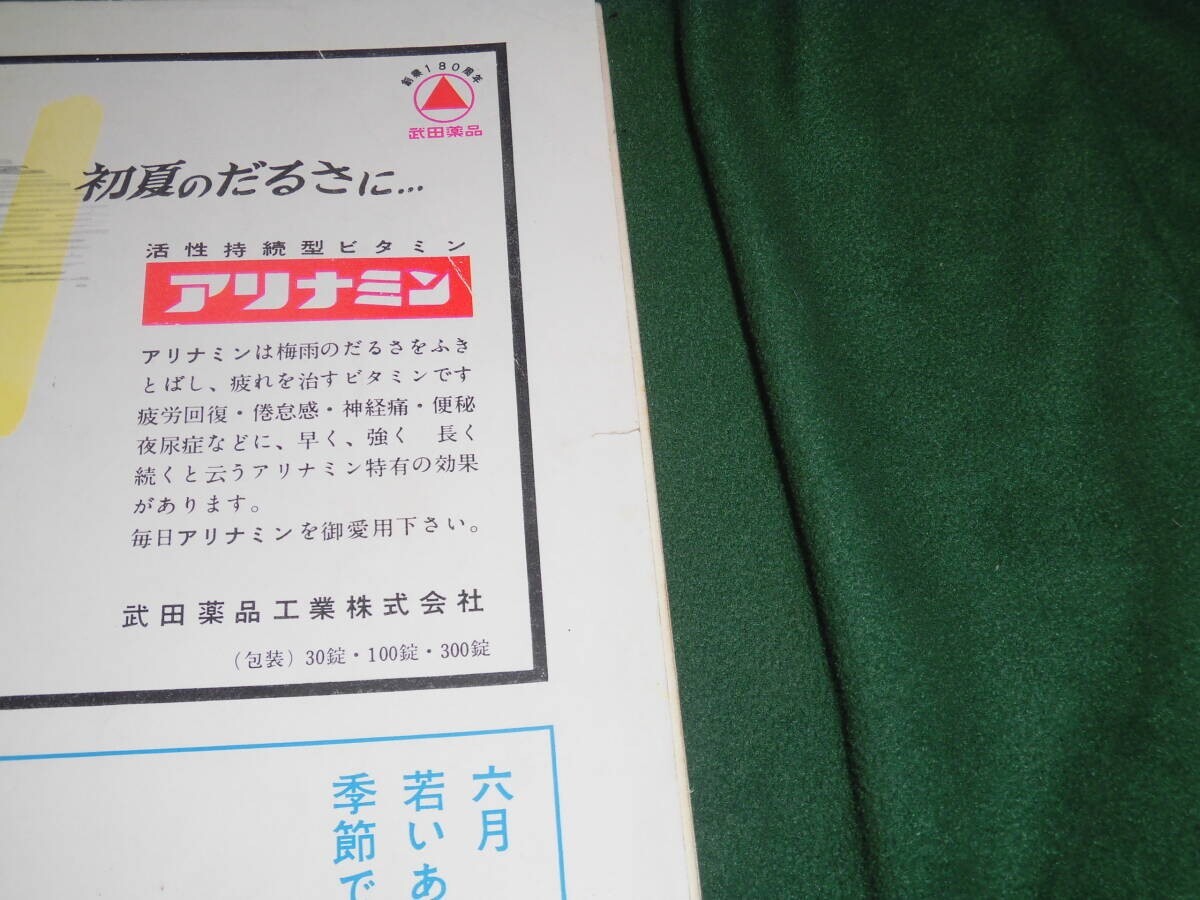 創業180周年
武田薬品
初夏のだるさに…
活性持続型ビタミン
アリナミン
アリナミンは梅雨のだるさをふき
とばし、疲れを治すビタミンです
疲労回復・倦怠感・神経痛・便秘
夜尿症などに、早く、強く 長く
続くと云うアリナミン特有の効果
があります。
毎日アリナミンを御愛用下さい。
武田薬品工業株式会社
(包装) 30錠・100錠・300錠
六月
若いあ
季節で